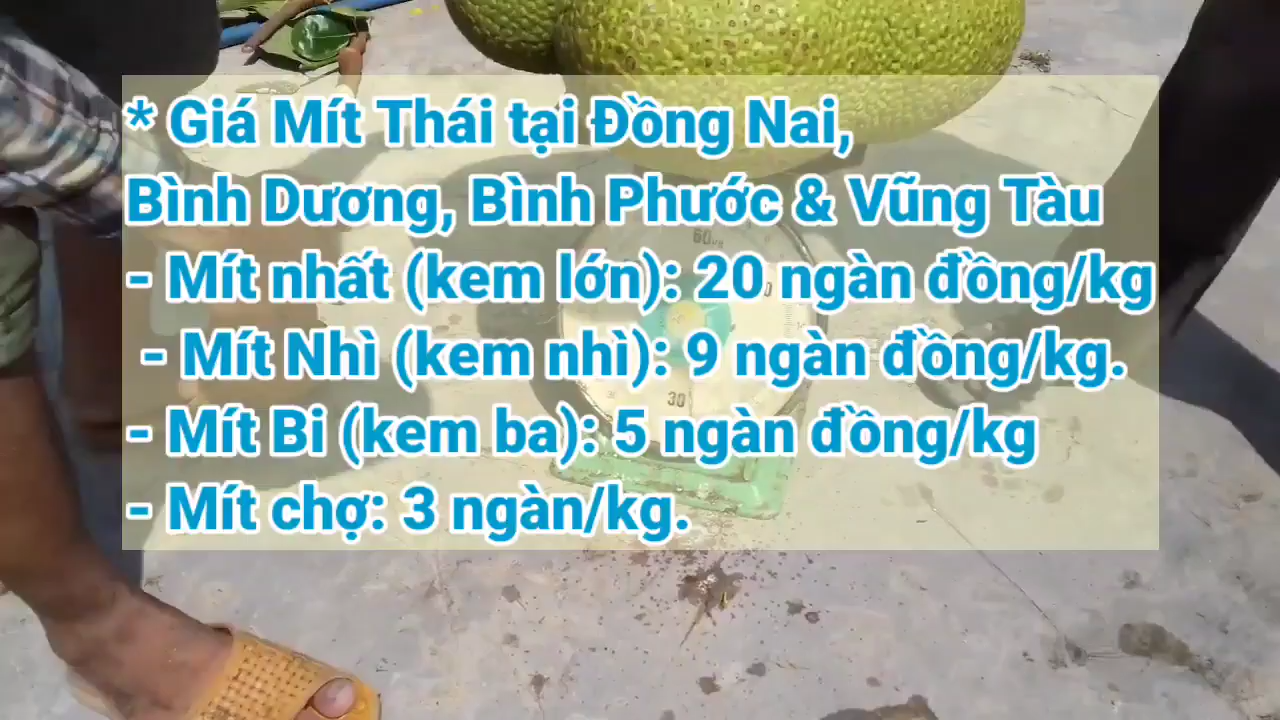 * Giá Mít Thái tại Đồng Nai,
Bình Dương, Bình Phước & Vũng Tàu
- Mít nhất (kem lớn): 20 ngàn đồng/kg
- Mít Nhì (kem nhì): 9 ngàn đồng/kg.
- Mít Bi (kem ba): 5 ngàn đồng/kg
- Mít chợ: 3 ngàn/kg.
60
30